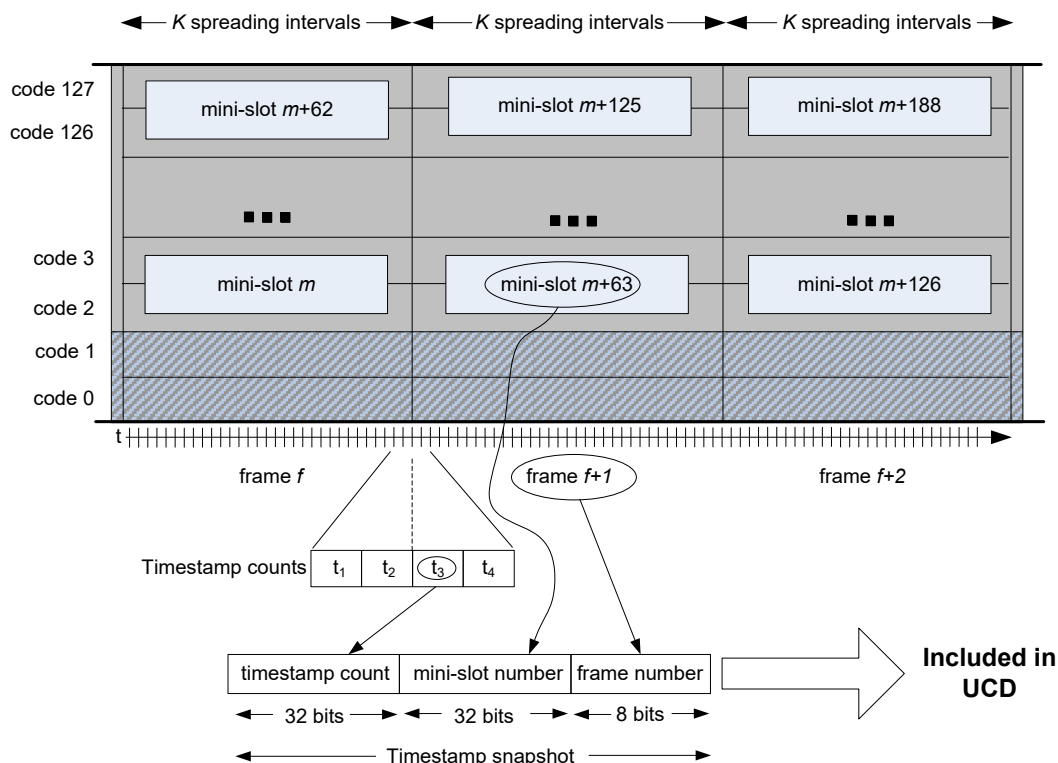 K spreading intervals K spreading intervals K spreading intervals
code 127
mini-slot m+62 mini-slot m+125 mini-slot m+188
code 126
code 3
mini-slot m mini-slot m+63 mini-slot m+126
code 2
code 1
code 0
t
frame f frame f+1 frame f+2
Timestamp counts t1 t2 t3 t4
timestamp count mini-slot number frame number
Included in
UCD
32 bits 32 bits 8 bits
Timestamp snapshot